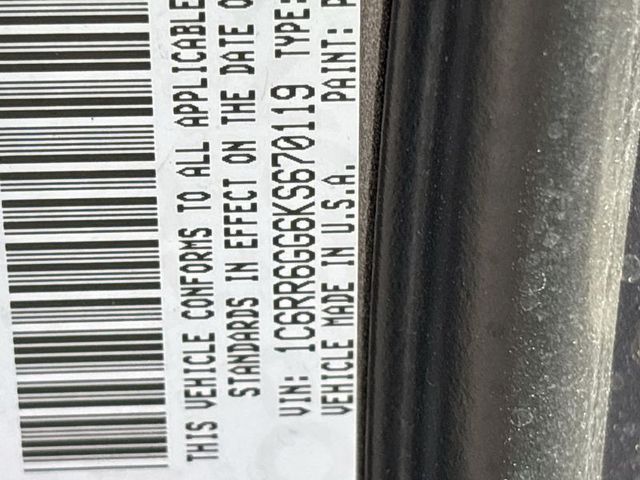 THIS VEHICLE CONFORMS TO ALL APPLICABLE
STANDARDS IN EFFECT ON THE DATE O
VIN: 1C6RR6GG6KS670119 TYPE:
VEHICLE MADE IN U.S.A. PAINT: P